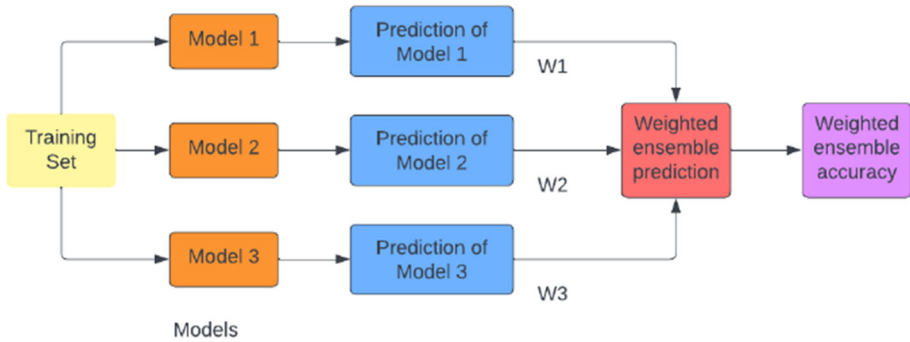 Training
Set
Model 1
Prediction of
Model 1
W1
Model 2
Prediction of
Model 2
W2
Model 3
Prediction of
Model 3
W3
Weighted
ensemble
prediction
Weighted
ensemble
accuracy
Models